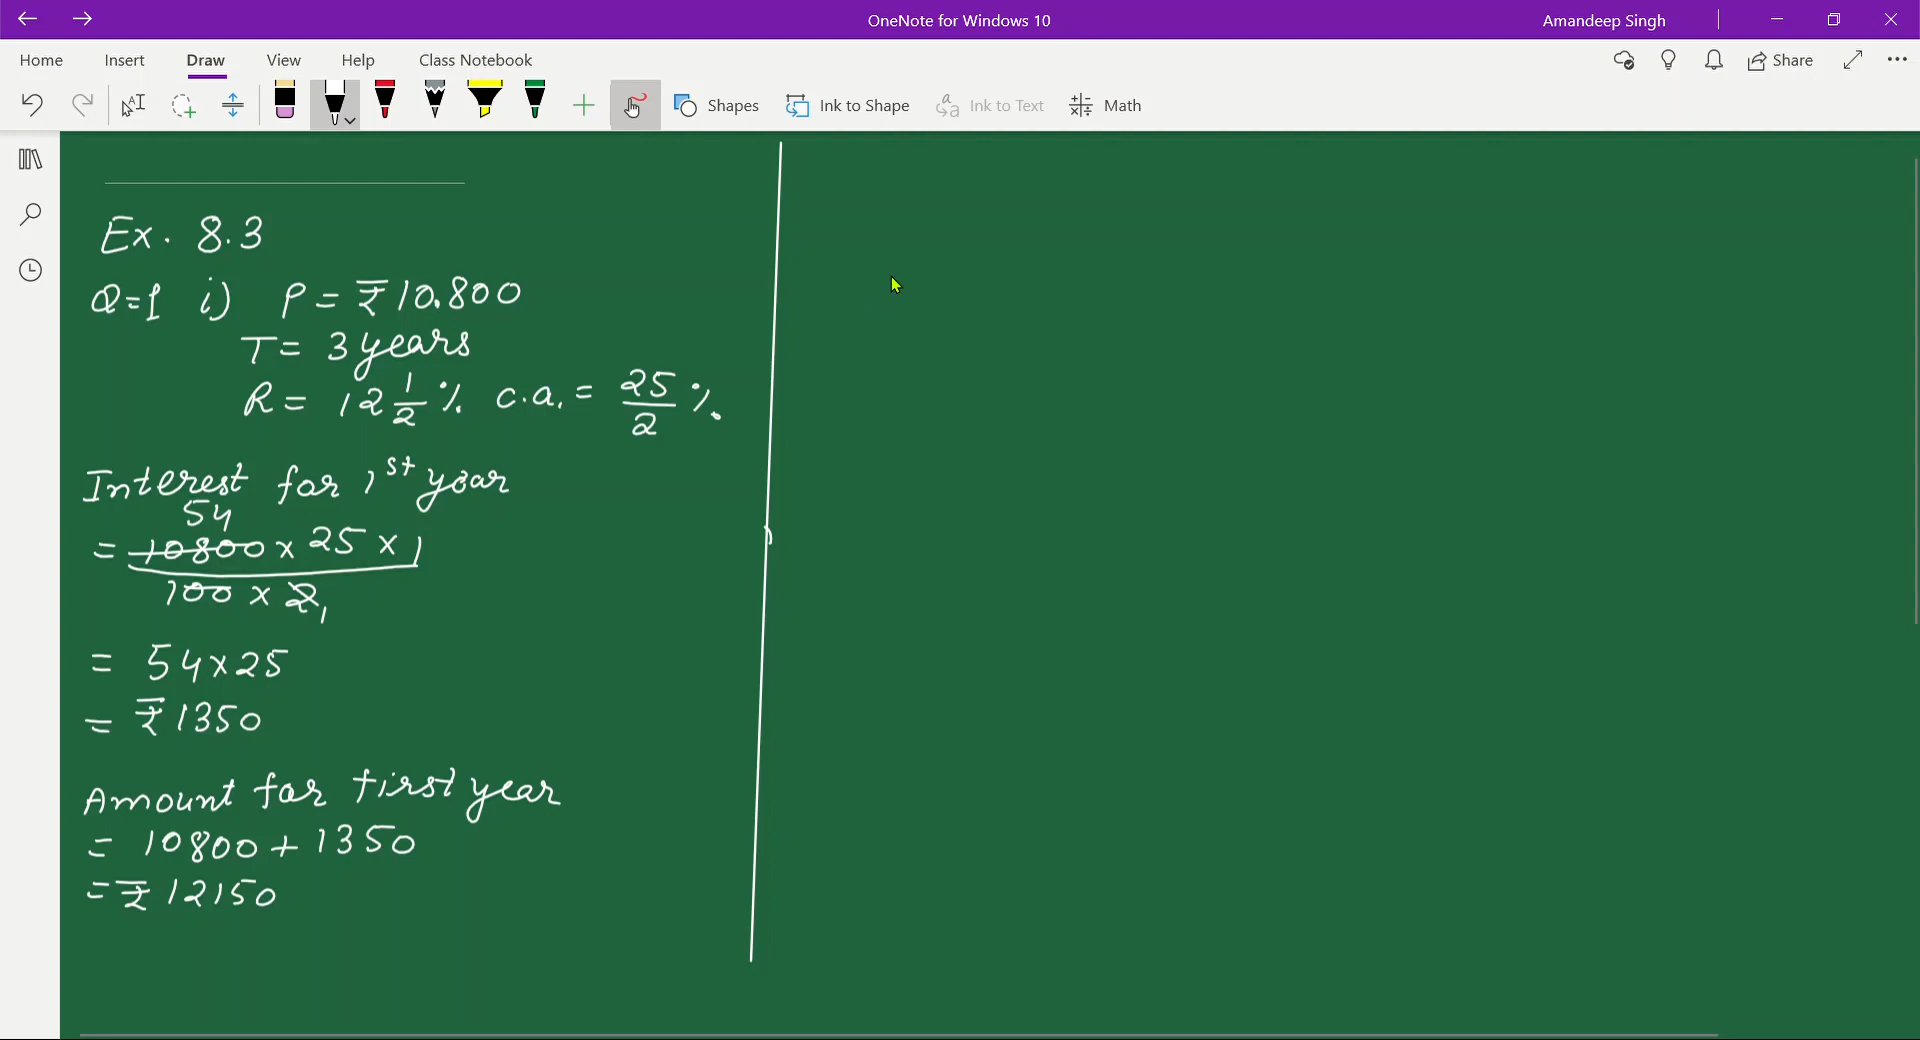 OneNote for Windows 10
Amandeep Singh
Home Insert Draw View Help Class Notebook
Share
Shapes Ink to Shape Ink to Text Math
Ex. 8.3
Q=1 i) P = ₹10.800
T= 3 years
R = 12 1/2 % c.a. = 25/2 %.
Interest for 1st year
54
= 10800 x 25 x 1
100 x 2 1
= 54x25
= ₹1350
Amount for first year
= 10800 + 1350
= ₹12150